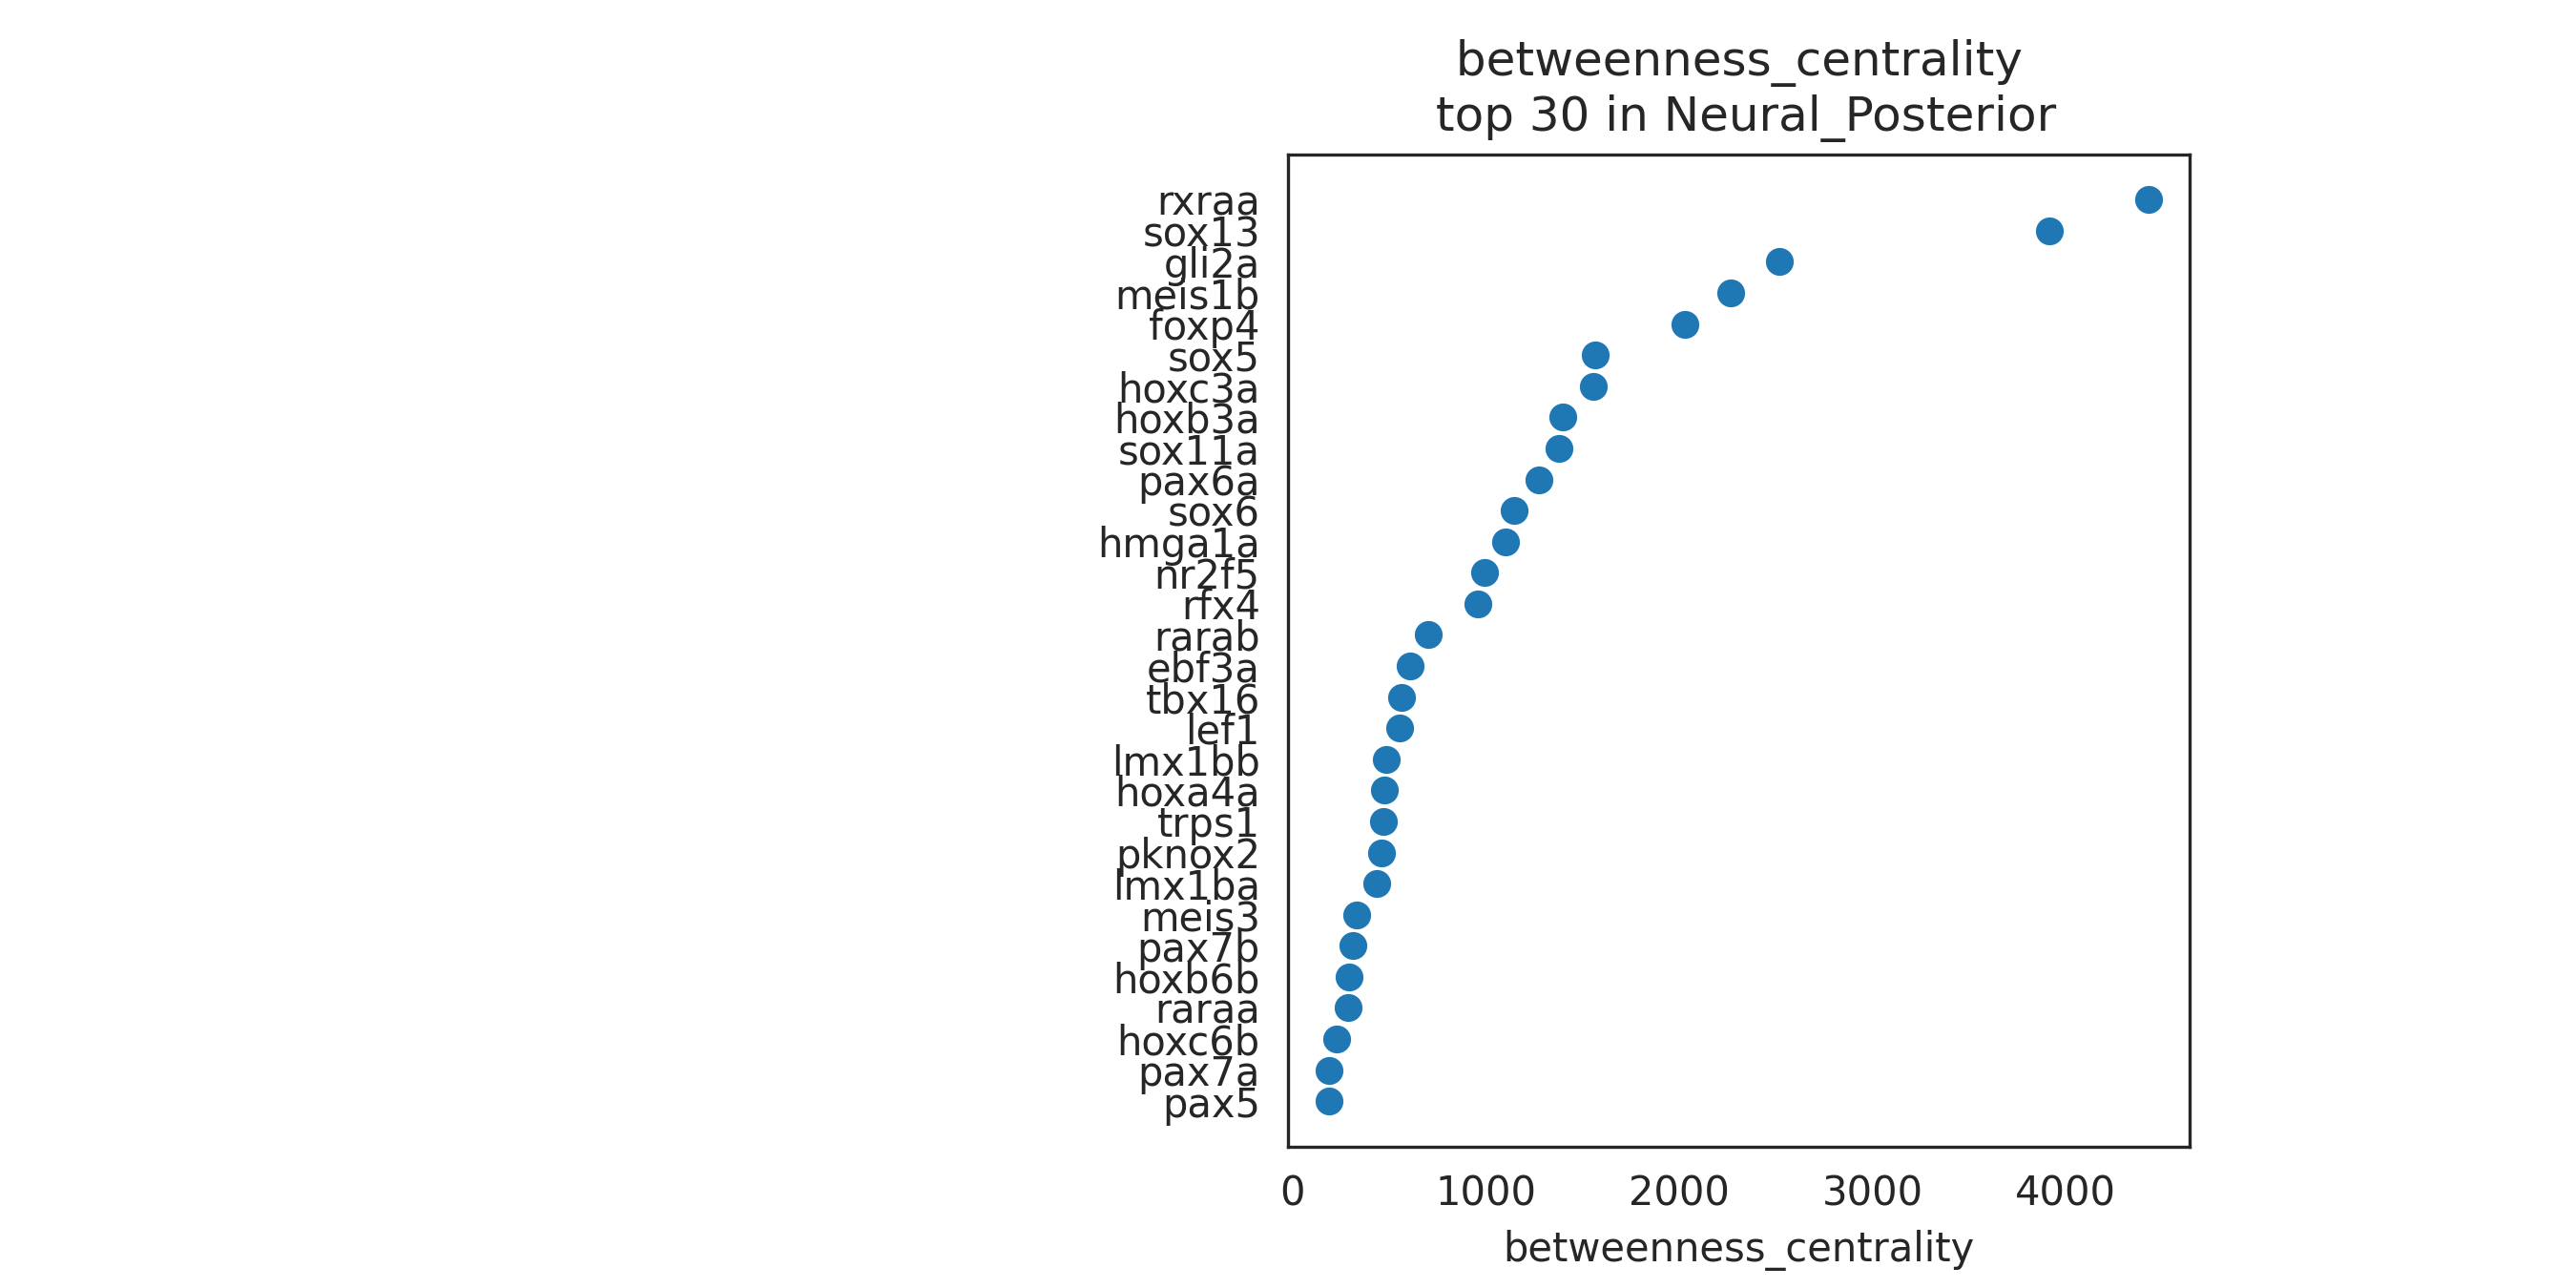 betweenness_centrality
top 30 in Neural_Posterior
rxraa
sox13
gli2a
meis1b
foxp4
sox5
hoxc3a
hoxb3a
sox11a
pax6a
sox6
hmga1a
nr2f5
rfx4
rarab
ebf3a
tbx16
lef1
lmx1bb
hoxa4a
trps1
pknox2
lmx1ba
meis3
pax7b
hoxb6b
raraa
hoxc6b
pax7a
pax5
0 1000 2000 3000 4000
betweenness_centrality